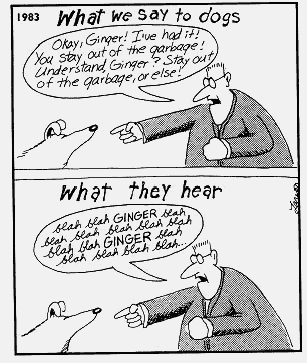 1983
What we say to dogs
Okay, Ginger! I've had it!
You stay out of the garbage!
Understand, Ginger? Stay out
of the garbage, or else!
What they hear
blah blah GINGER blah
blah blah blah blah blah
blah blah GINGER blah
blah blah blah blah...
Larson